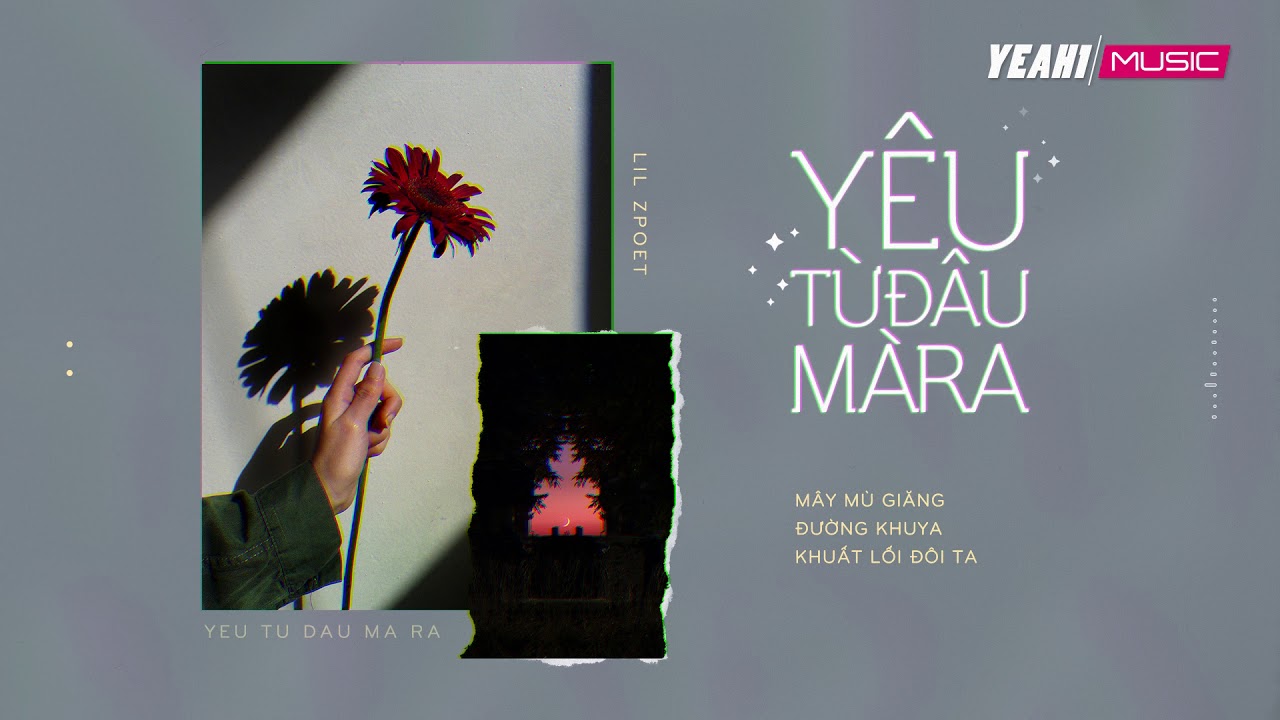 YEAH1 MUSIC
LIL ZPOET
YÊU
TỪ ĐÂU
MÀ RA
MÂY MÙ GIĂNG
ĐƯỜNG KHUYA
KHUẤT LỐI ĐÔI TA
YEU TU DAU MA RA